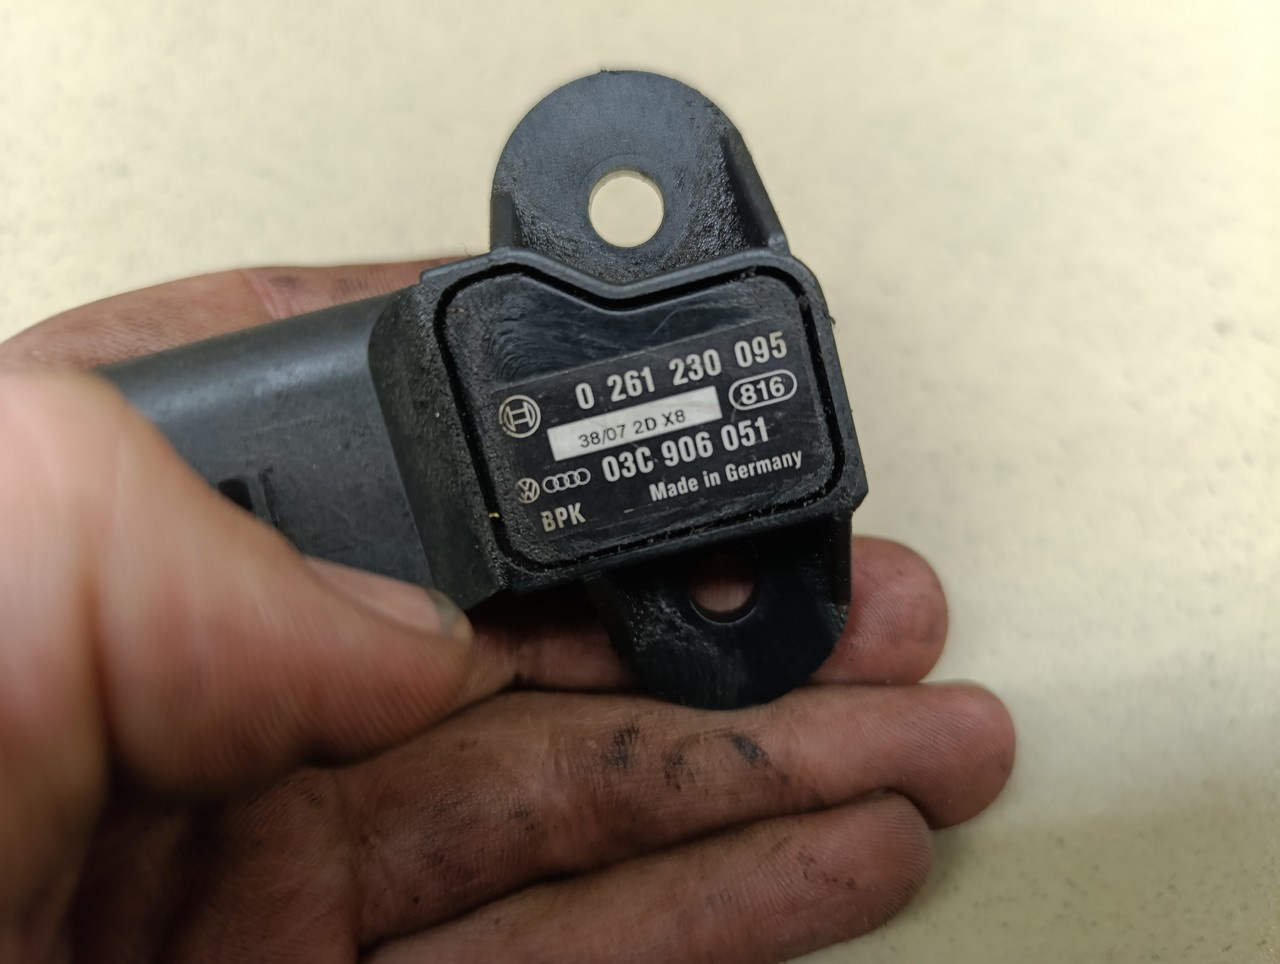 0 261 230 095
38/07 2D X8 816
03C 906 051
Made in Germany
BPK